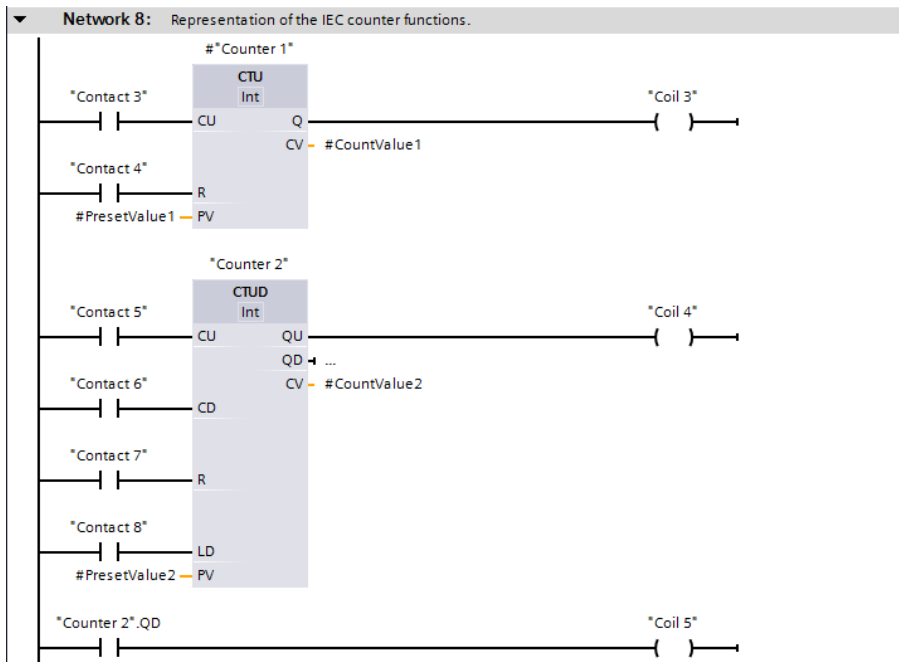 Network 8: Representation of the IEC counter functions.
#"Counter 1"
CTU
"Contact 3" Int "Coil 3"
CU Q
CV #CountValue1
"Contact 4"
R
#PresetValue1 PV
"Counter 2"
CTUD
"Contact 5" Int "Coil 4"
CU QU
QD ...
"Contact 6" CV #CountValue2
CD
"Contact 7"
R
"Contact 8"
LD
#PresetValue2 PV
"Counter 2".QD "Coil 5"